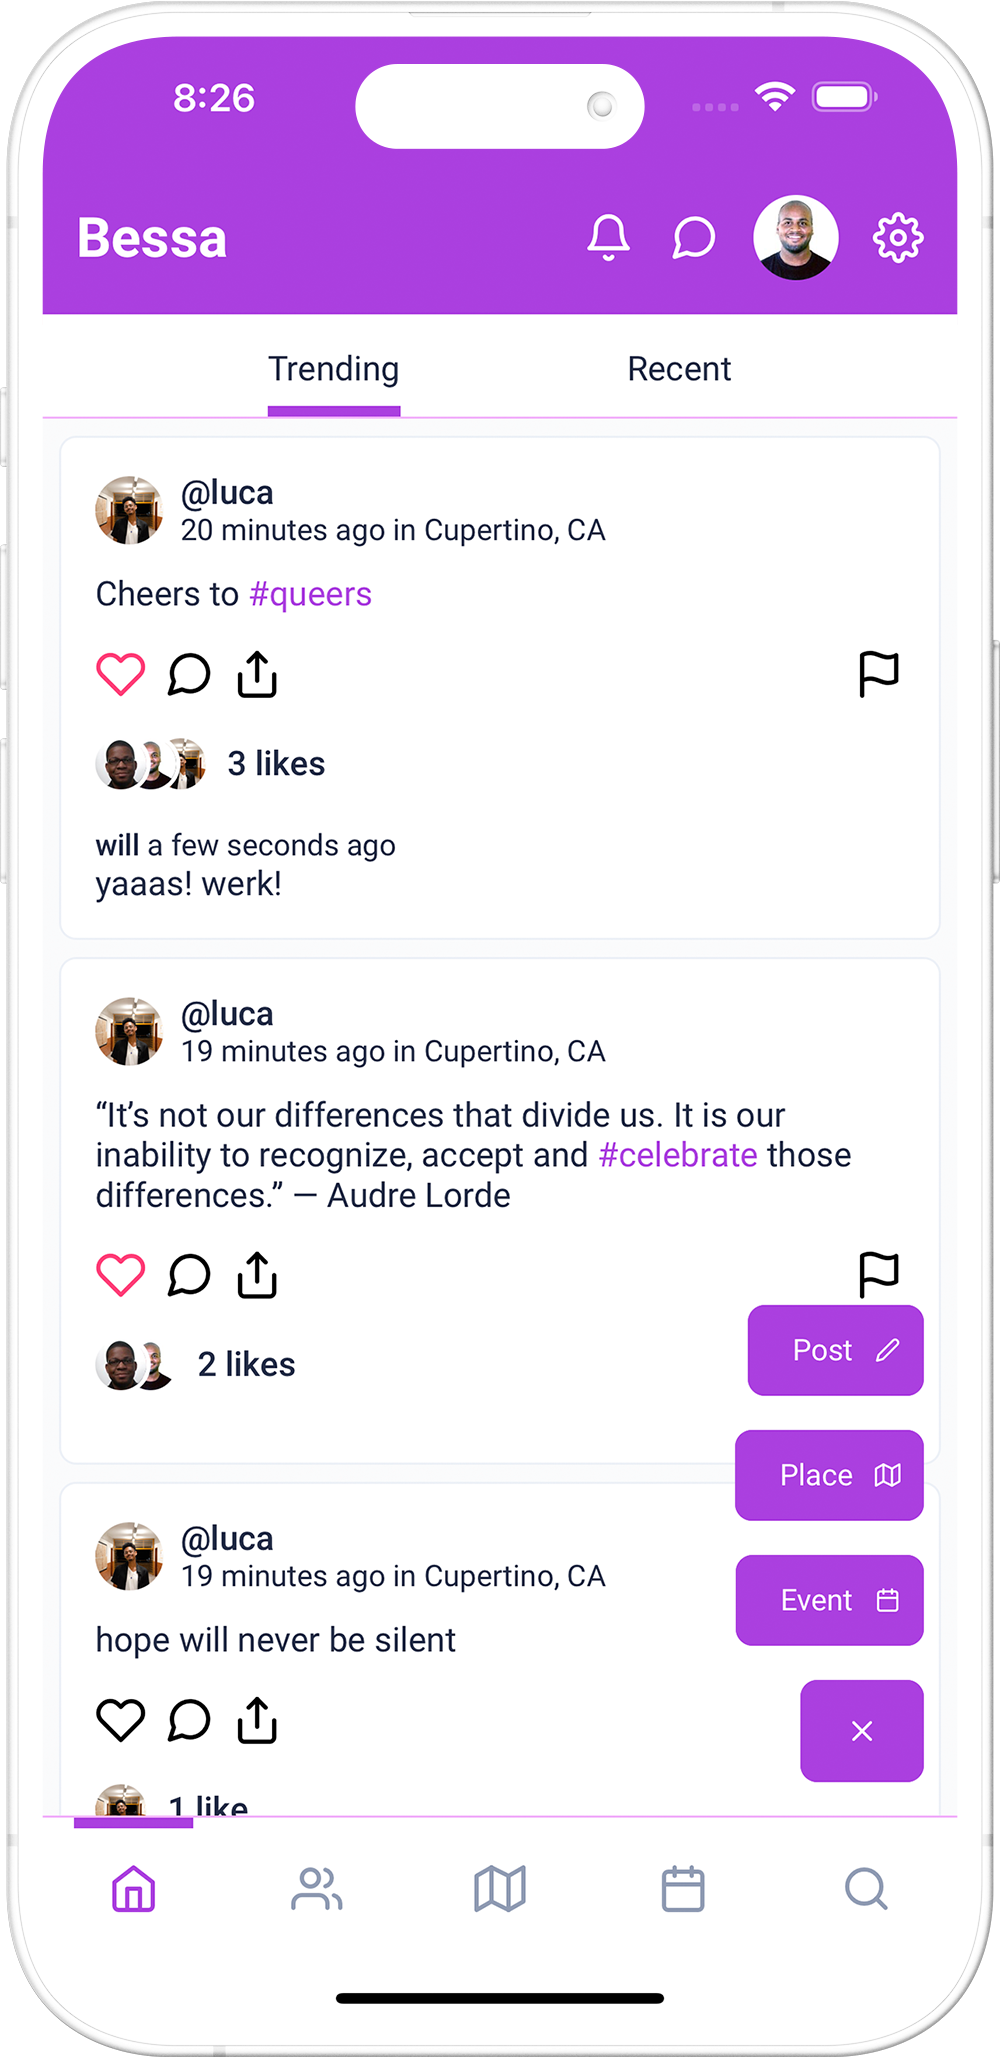 8:26
Bessa
Trending Recent
@luca
20 minutes ago in Cupertino, CA
Cheers to #queers
3 likes
will a few seconds ago
yaaas! werk!
@luca
19 minutes ago in Cupertino, CA
“It’s not our differences that divide us. It is our
inability to recognize, accept and #celebrate those
differences.” — Audre Lorde
2 likes
Post
Place
@luca
19 minutes ago in Cupertino, CA
Event
hope will never be silent
1 like